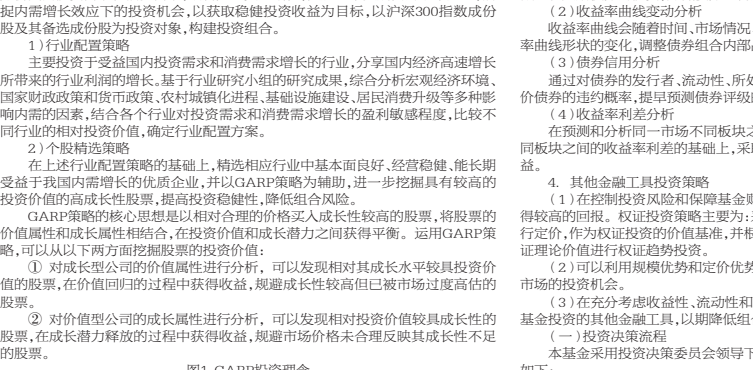 捉内需增长效应下的投资机会,以获取稳健投资收益为目标,以沪深300指数成份
股及其备选成份股为投资对象,构建投资组合。
1)行业配置策略
主要投资于受益国内投资需求和消费需求增长的行业,分享国内经济高速增长
所带来的行业利润的增长。基于行业研究小组的研究成果,综合分析宏观经济环境、
国家财政政策和货币政策、农村城镇化进程、基础设施建设、居民消费升级等多种影
响内需的因素,结合各个行业对投资需求和消费需求增长的盈利敏感程度,比较不
同行业的相对投资价值,确定行业配置方案。
2)个股精选策略
在上述行业配置策略的基础上,精选相应行业中基本面良好、经营稳健、能长期
受益于我国内需增长的优质企业,并以GARP策略为辅助,进一步挖掘具有较高的
投资价值的高成长性股票,提高投资稳健性,降低组合风险。
GARP策略的核心思想是以相对合理的价格买入成长性较高的股票,将股票的
价值属性和成长属性相结合,在投资价值和成长潜力之间获得平衡。运用GARP策
略,可以从以下两方面挖掘股票的投资价值:
① 对成长型公司的价值属性进行分析,可以发现相对其成长水平较具投资价
值的股票,在价值回归的过程中获得收益,规避成长性较高但已被市场过度高估的
股票。
② 对价值型公司的成长属性进行分析,可以发现相对投资价值较具成长性的
股票,在成长潜力释放的过程中获得收益,规避市场价格未合理反映其成长性不足
的股票。
图1 GARP投资理念
(2)收益率曲线变动分析
收益率曲线会随着时间、市场情况
率曲线形状的变化,调整债券组合内部
(3)债券信用分析
通过对债券的发行者、流动性、所处
价债券的违约概率,提早预测债券评级
(4)收益率利差分析
在预测和分析同一市场不同板块之
同板块之间的收益率利差的基础上,采
益。
4. 其他金融工具投资策略
(1)在控制投资风险和保障基金财
得较高的回报。权证投资策略主要为:
行定价,作为权证投资的价值基准,并根
证理论价值进行权证趋势投资。
(2)可以利用规模优势和定价优势
市场的投资机会。
(3)在充分考虑收益性、流动性和
基金投资的其他金融工具,以期降低组
(一)投资决策流程
本基金采用投资决策委员会领导下
如下: